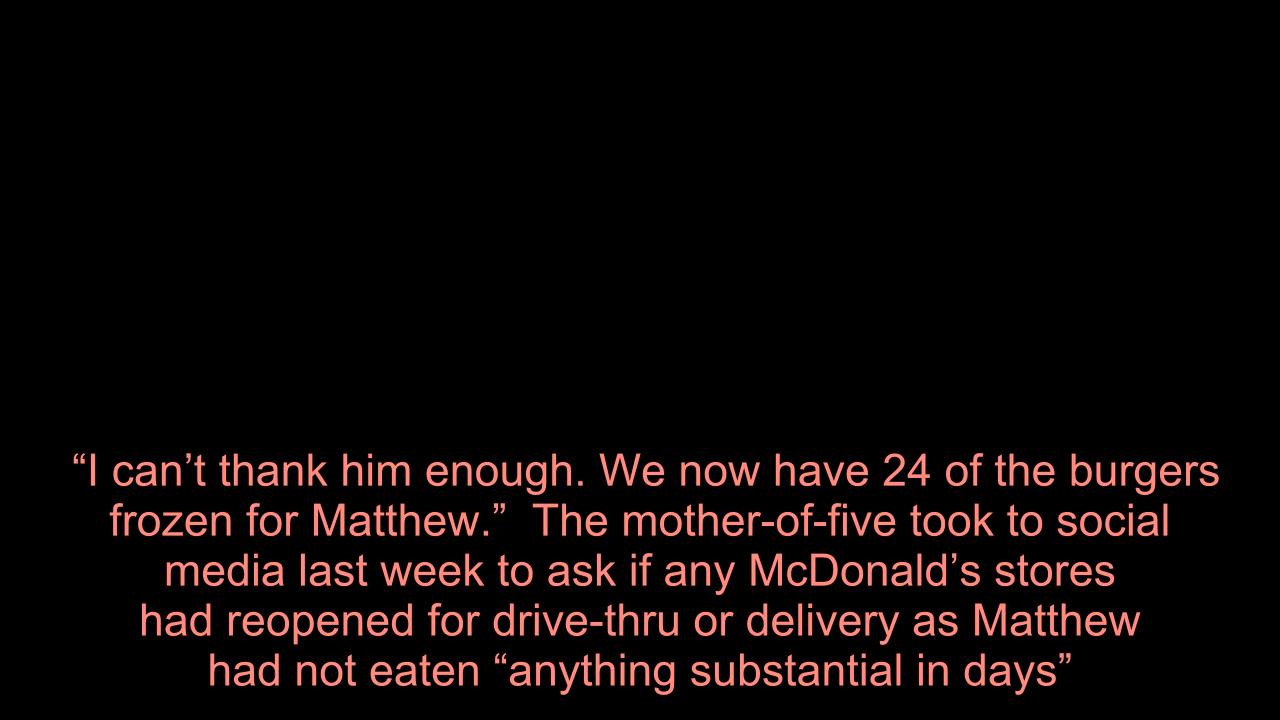 “I can’t thank him enough. We now have 24 of the burgers
frozen for Matthew.”  The mother-of-five took to social
media last week to ask if any McDonald’s stores
had reopened for drive-thru or delivery as Matthew
had not eaten “anything substantial in days”